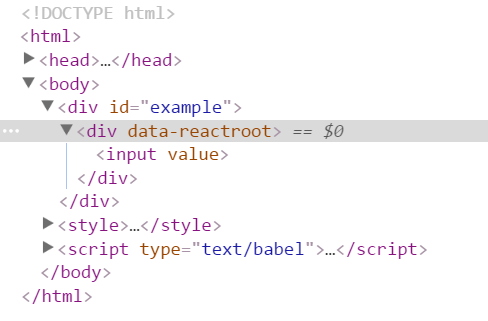 <!DOCTYPE html>
<html>
<head>…</head>
<body>
<div id="example">
<div data-reactroot> == $0
<input value>
</div>
</div>
<style>…</style>
<script type="text/babel">…</script>
</body>
</html>